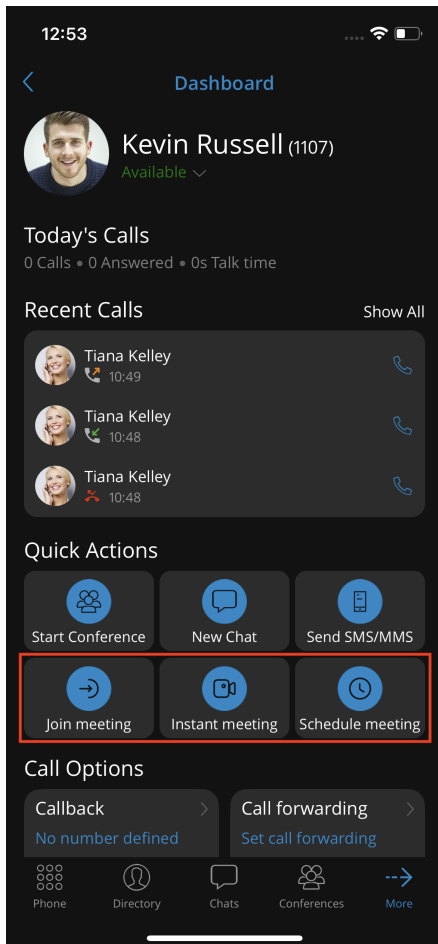 12:53
Dashboard
Kevin Russell (1107)
Available
Today's Calls
0 Calls • 0 Answered • 0s Talk time
Recent Calls Show All
Tiana Kelley
10:49
Tiana Kelley
10:48
Tiana Kelley
10:48
Quick Actions
Start Conference New Chat Send SMS/MMS
Join meeting Instant meeting Schedule meeting
Call Options
Callback Call forwarding
No number defined Set call forwarding
Phone Directory Chats Conferences More